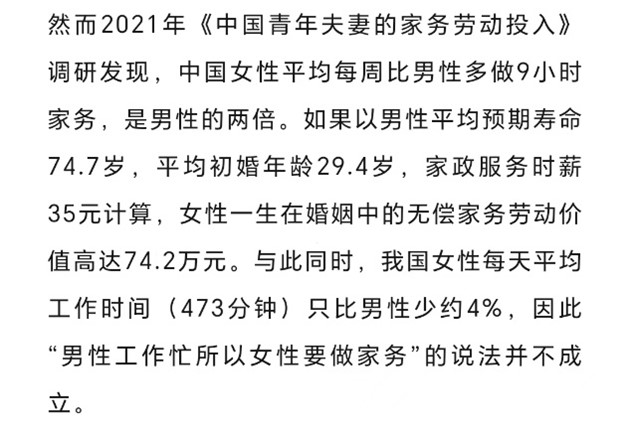 然而2021年《中国青年夫妻的家务劳动投入》
调研发现，中国女性平均每周比男性多做9小时
家务，是男性的两倍。如果以男性平均预期寿命
74.7岁，平均初婚年龄29.4岁，家政服务时薪
35元计算，女性一生在婚姻中的无偿家务劳动价
值高达74.2万元。与此同时，我国女性每天平均
工作时间（473分钟）只比男性少约4%，因此
“男性工作忙所以女性要做家务”的说法并不成
立。